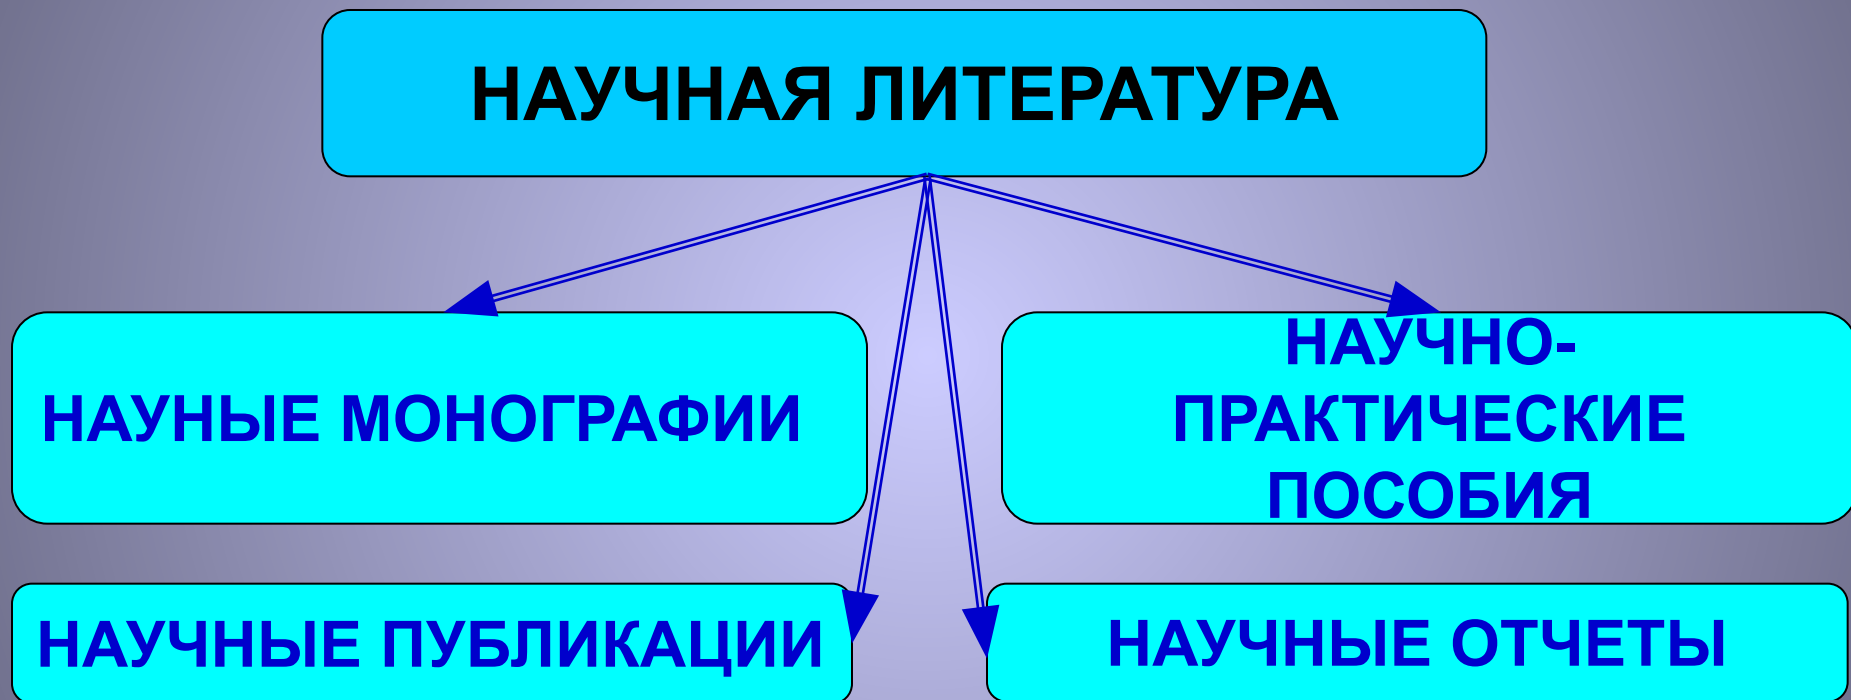 НАУЧНАЯ ЛИТЕРАТУРА
НАУНЫЕ МОНОГРАФИИ
НАУЧНО-
ПРАКТИЧЕСКИЕ
ПОСОБИЯ
НАУЧНЫЕ ПУБЛИКАЦИИ
НАУЧНЫЕ ОТЧЕТЫ